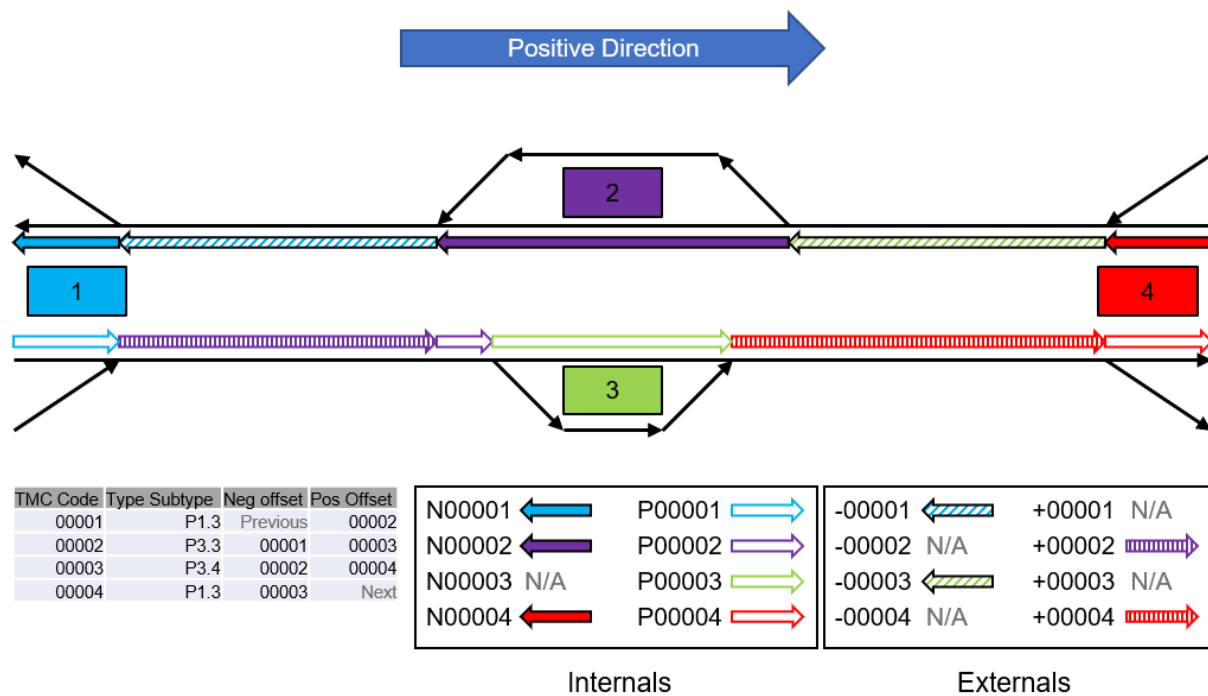 Positive Direction
2
1
4
3
TMC Code Type Subtype Neg offset Pos Offset
00001 P1.3 Previous 00002
00002 P3.3 00001 00003
00003 P3.4 00002 00004
00004 P1.3 00003 Next
N00001 P00001
N00002 P00002
N00003 N/A P00003
N00004 P00004
-00001 +00001 N/A
-00002 N/A +00002
-00003 +00003 N/A
-00004 N/A +00004
Internals
Externals